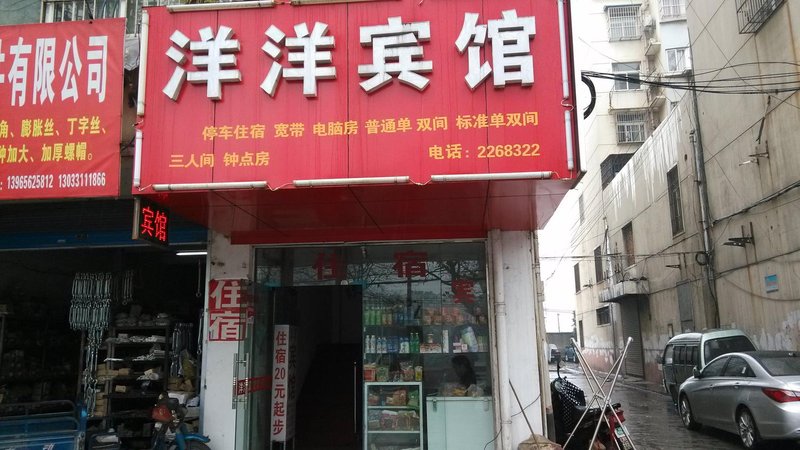 洋洋宾馆
停车住宿 宽带 电脑房 普通单 双间 标准单双间
三人间 钟点房
电话：2268322
有限公司
角、膨胀丝、丁字丝、
种加大、加厚螺帽。
: 13965625812 13033111866
宾馆
住宿
住宿
住宿20元起步